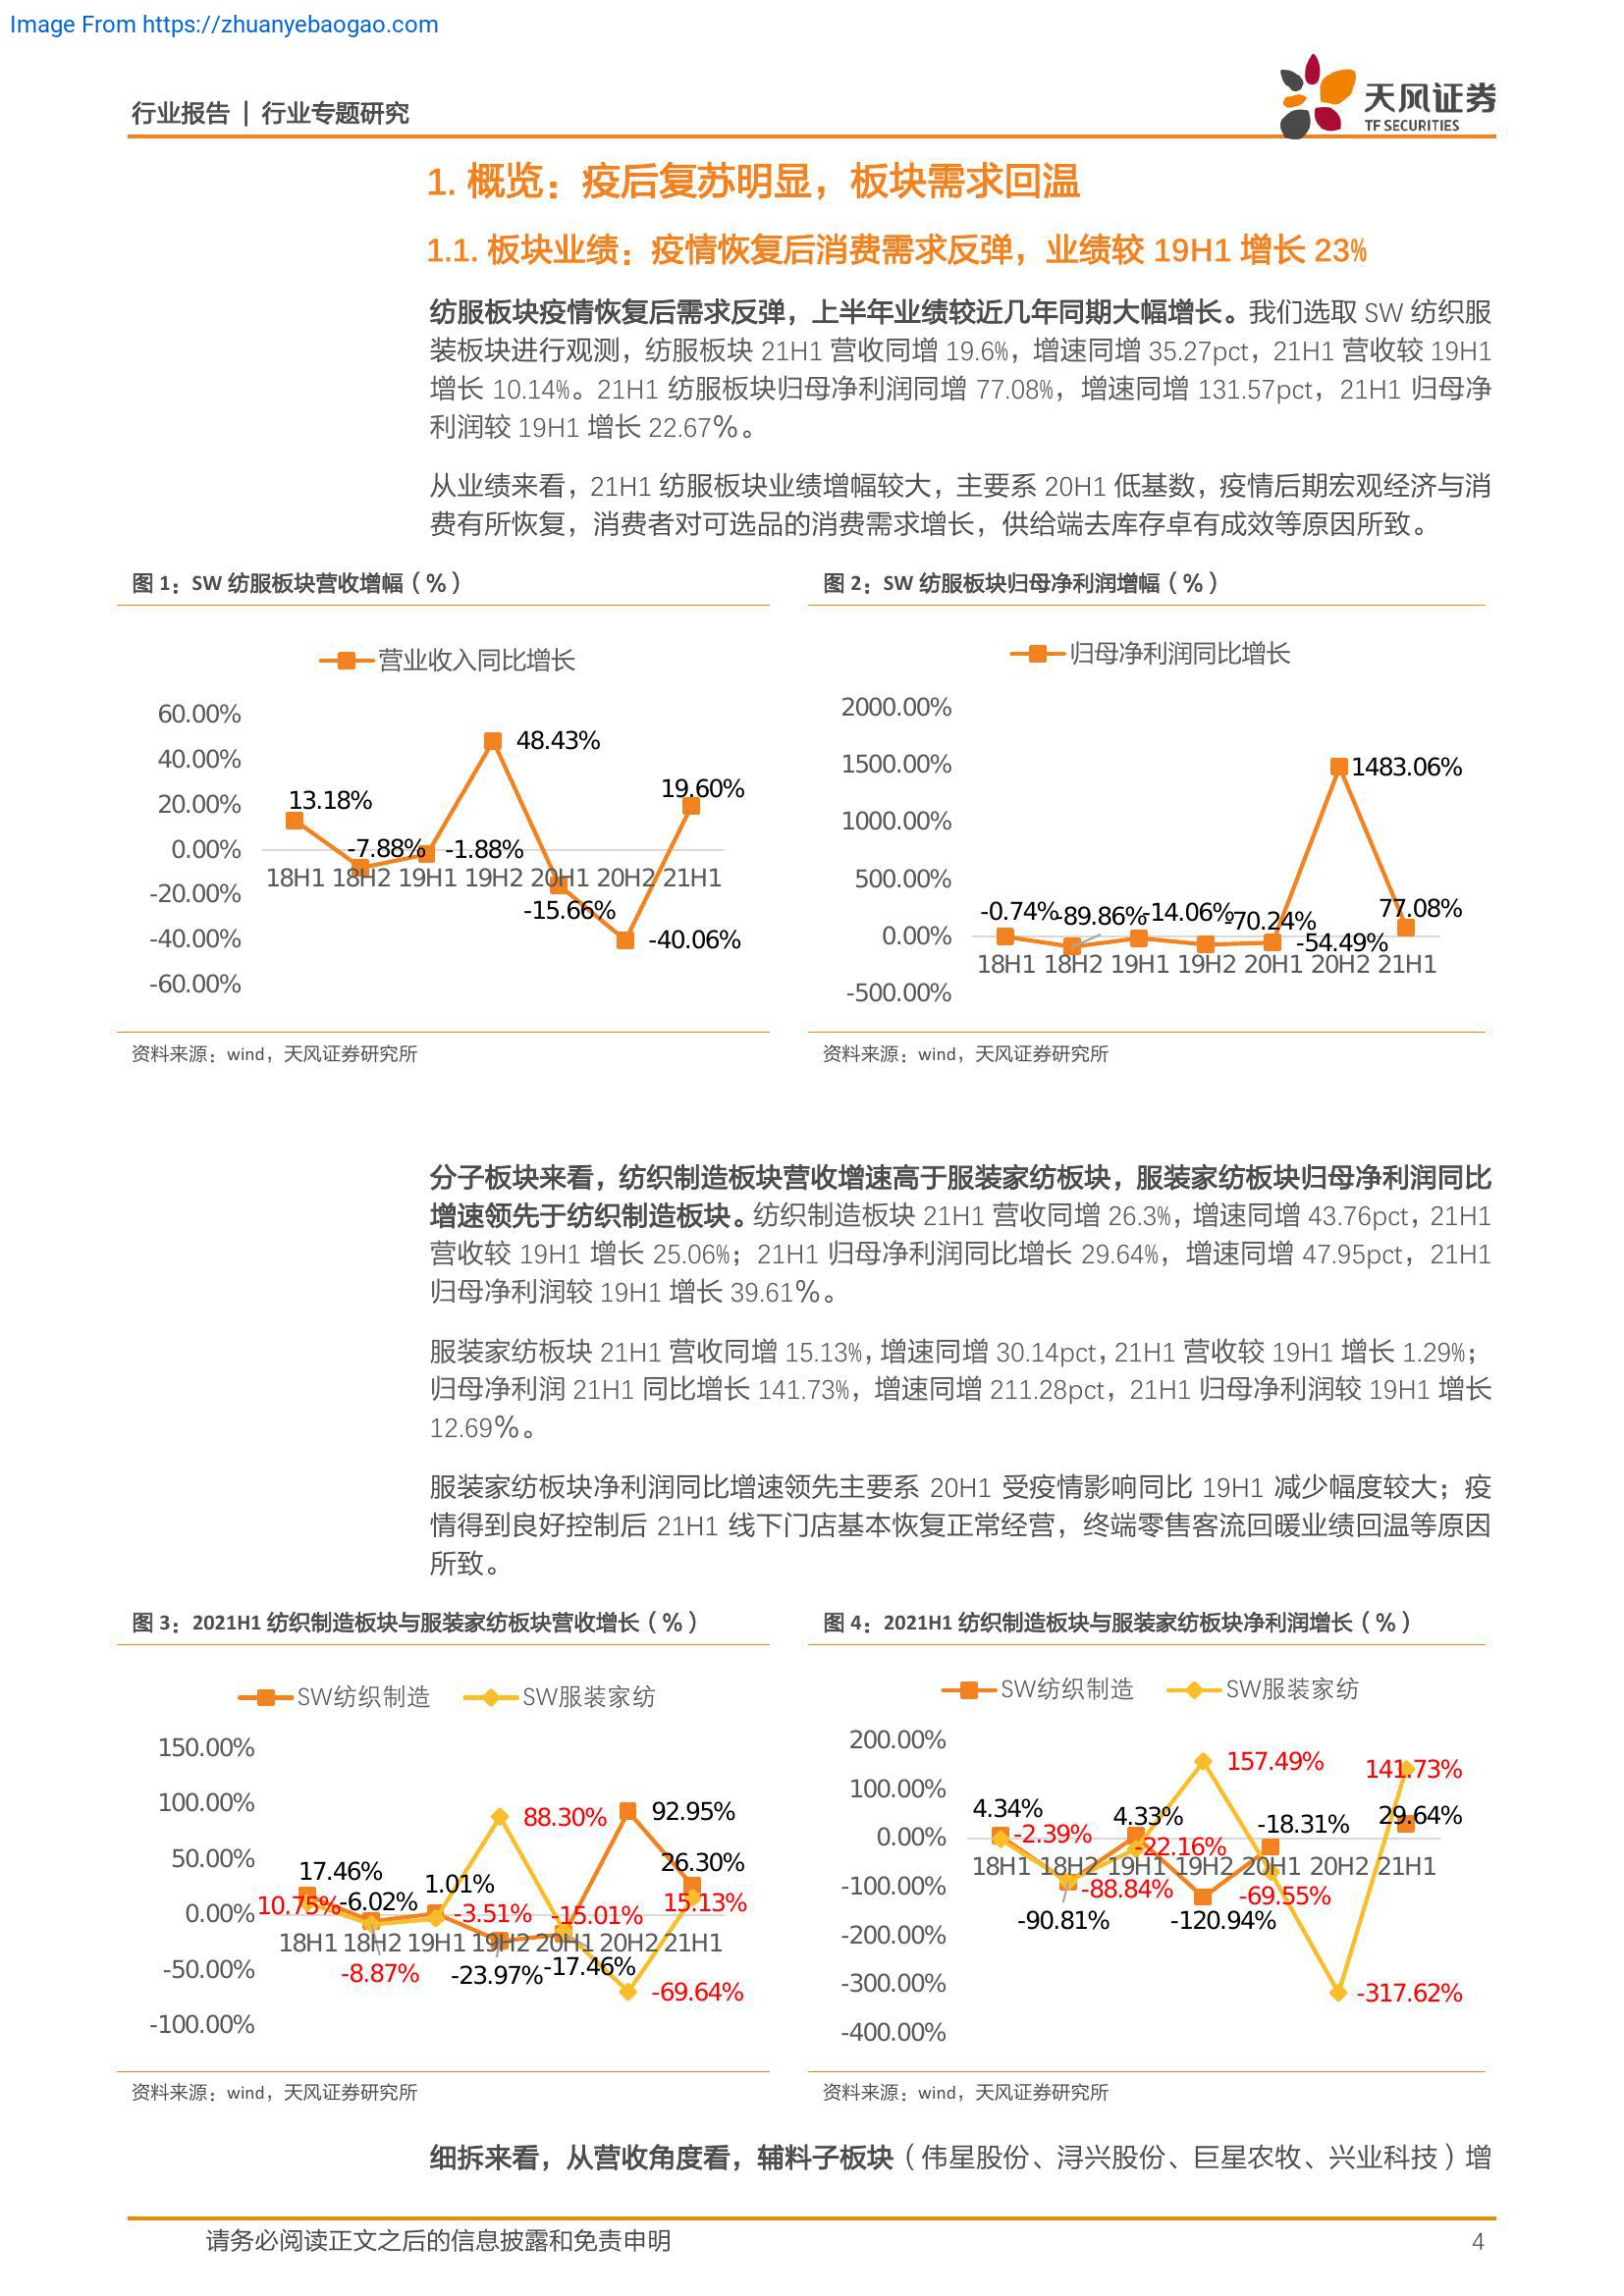 Image From https://zhuanyebaogao.com
行业报告 | 行业专题研究
天风证券
TF SECURITIES
1. 概览：疫后复苏明显，板块需求回温
1.1. 板块业绩：疫情恢复后消费需求反弹，业绩较 19H1 增长 23%
纺服板块疫情恢复后需求反弹，上半年业绩较近几年同期大幅增长。我们选取 SW 纺织服
装板块进行观测，纺服板块 21H1 营收同增 19.6%，增速同增 35.27pct，21H1 营收较 19H1
增长 10.14%。21H1 纺服板块归母净利润同增 77.08%，增速同增 131.57pct，21H1 归母净
利润较 19H1 增长 22.67%。
从业绩来看，21H1 纺服板块业绩增幅较大，主要系 20H1 低基数，疫情后期宏观经济与消
费有所恢复，消费者对可选品的消费需求增长，供给端去库存卓有成效等原因所致。
图 1：SW 纺服板块营收增幅（%）
营业收入同比增长
60.00%
40.00%
20.00%
0.00%
-20.00%
-40.00%
-60.00%
13.18%
-7.88%
-1.88%
48.43%
-15.66%
-40.06%
19.60%
18H1 18H2 19H1 19H2 20H1 20H2 21H1
资料来源：wind，天风证券研究所
图 2：SW 纺服板块归母净利润增幅（%）
归母净利润同比增长
2000.00%
1500.00%
1000.00%
500.00%
0.00%
-500.00%
-0.74%
-89.86%
-14.06%
-70.24%
-54.49%
1483.06%
77.08%
18H1 18H2 19H1 19H2 20H1 20H2 21H1
资料来源：wind，天风证券研究所
分子板块来看，纺织制造板块营收增速高于服装家纺板块，服装家纺板块归母净利润同比
增速领先于纺织制造板块。纺织制造板块 21H1 营收同增 26.3%，增速同增 43.76pct，21H1
营收较 19H1 增长 25.06%；21H1 归母净利润同比增长 29.64%，增速同增 47.95pct，21H1
归母净利润较 19H1 增长 39.61%。
服装家纺板块 21H1 营收同增 15.13%，增速同增 30.14pct，21H1 营收较 19H1 增长 1.29%；
归母净利润 21H1 同比增长 141.73%，增速同增 211.28pct，21H1 归母净利润较 19H1 增长
12.69%。
服装家纺板块净利润同比增速领先主要系 20H1 受疫情影响同比 19H1 减少幅度较大；疫
情得到良好控制后 21H1 线下门店基本恢复正常经营，终端零售客流回暖业绩回温等原因
所致。
图 3：2021H1 纺织制造板块与服装家纺板块营收增长（%）
SW纺织制造 SW服装家纺
150.00%
100.00%
50.00%
0.00%
-50.00%
-100.00%
17.46%
10.75%
-6.02%
-8.87%
1.01%
-3.51%
88.30%
-23.97%
-15.01%
-17.46%
92.95%
-69.64%
26.30%
15.13%
18H1 18H2 19H1 19H2 20H1 20H2 21H1
资料来源：wind，天风证券研究所
图 4：2021H1 纺织制造板块与服装家纺板块净利润增长（%）
SW纺织制造 SW服装家纺
200.00%
100.00%
0.00%
-100.00%
-200.00%
-300.00%
-400.00%
4.34%
-2.39%
-88.84%
-90.81%
4.33%
-22.16%
157.49%
-120.94%
-18.31%
-69.55%
-317.62%
141.73%
29.64%
18H1 18H2 19H1 19H2 20H1 20H2 21H1
资料来源：wind，天风证券研究所
细拆来看，从营收角度看，辅料子板块（伟星股份、浔兴股份、巨星农牧、兴业科技）增
请务必阅读正文之后的信息披露和免责申明
4